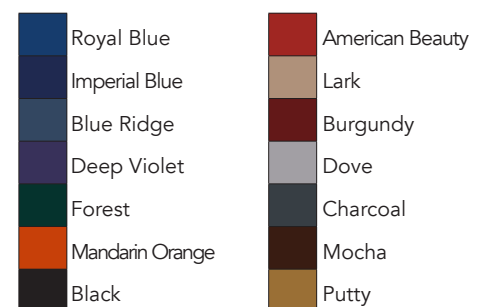 Royal Blue
Imperial Blue
Blue Ridge
Deep Violet
Forest
Mandarin Orange
Black
American Beauty
Lark
Burgundy
Dove
Charcoal
Mocha
Putty